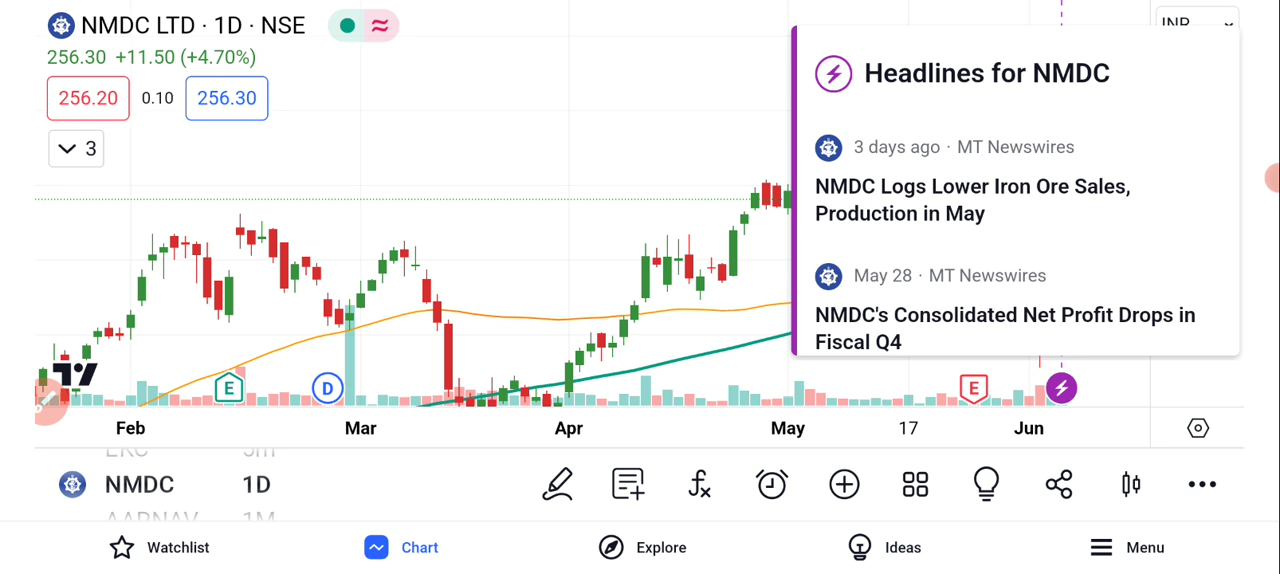 NMDC LTD · 1D · NSE
256.30 +11.50 (+4.70%)
256.20 0.10 256.30
3
INR
Headlines for NMDC
3 days ago · MT Newswires
NMDC Logs Lower Iron Ore Sales,
Production in May
May 28 · MT Newswires
NMDC's Consolidated Net Profit Drops in
Fiscal Q4
E D E
Feb Mar Apr May 17 Jun
NMDC 1D
AARNAV 1M
Watchlist Chart Explore Ideas Menu